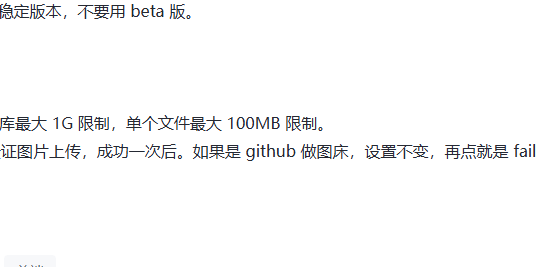 稳定版本，不要用 beta 版。
库最大 1G 限制，单个文件最大 100MB 限制。
证图片上传，成功一次后。如果是 github 做图床，设置不变，再点就是 fail